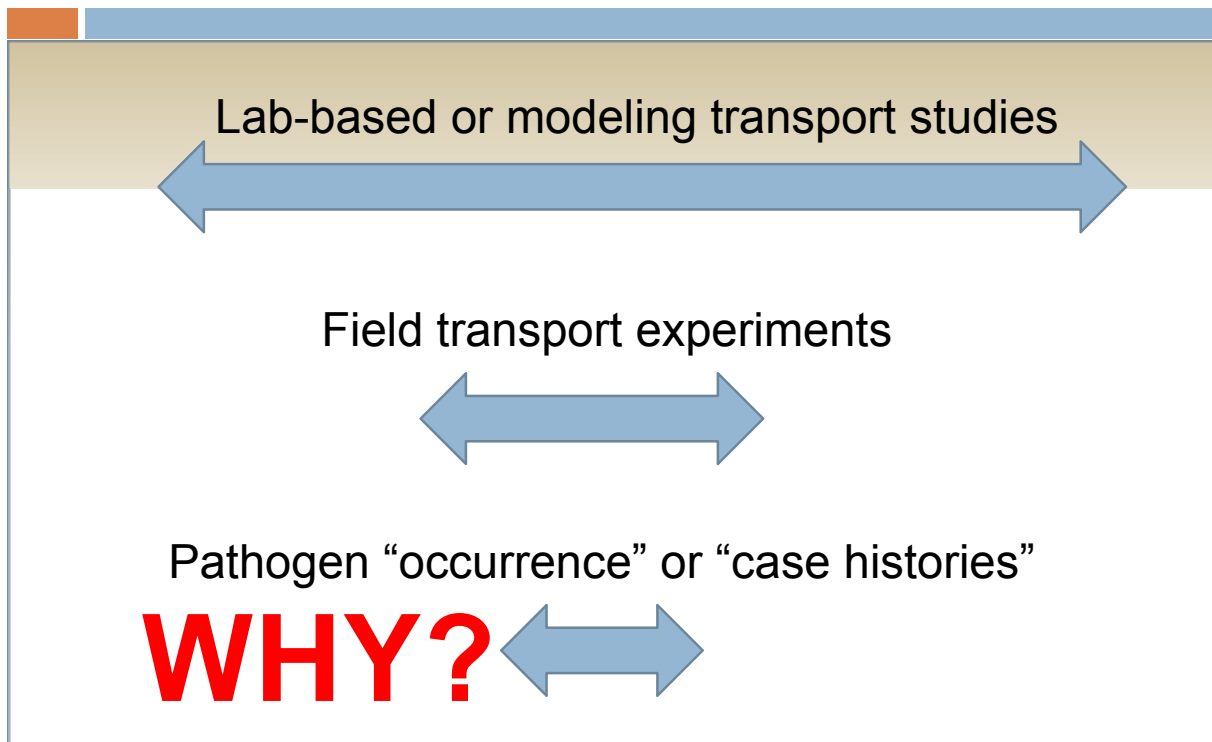 Lab-based or modeling transport studies
Field transport experiments
Pathogen “occurrence” or “case histories”
WHY?